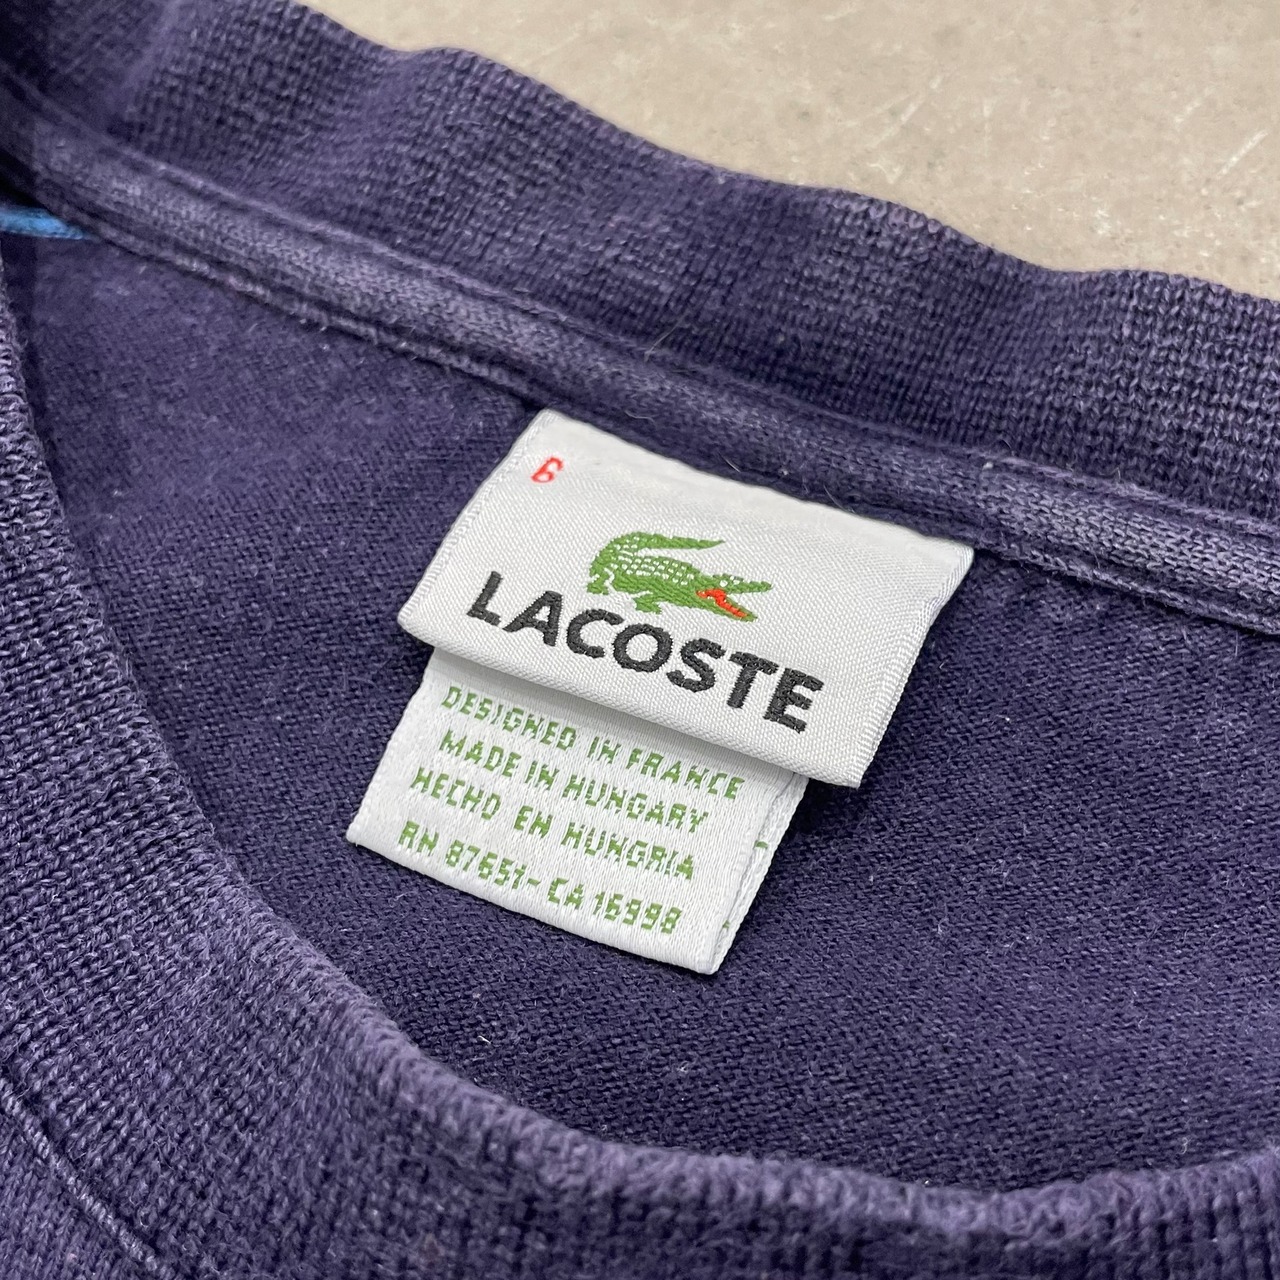 6
LACOSTE
DESIGNED IN FRANCE
MADE IN HUNGARY
HECHO EN HUNGRIA
RN 87651-CA 16998